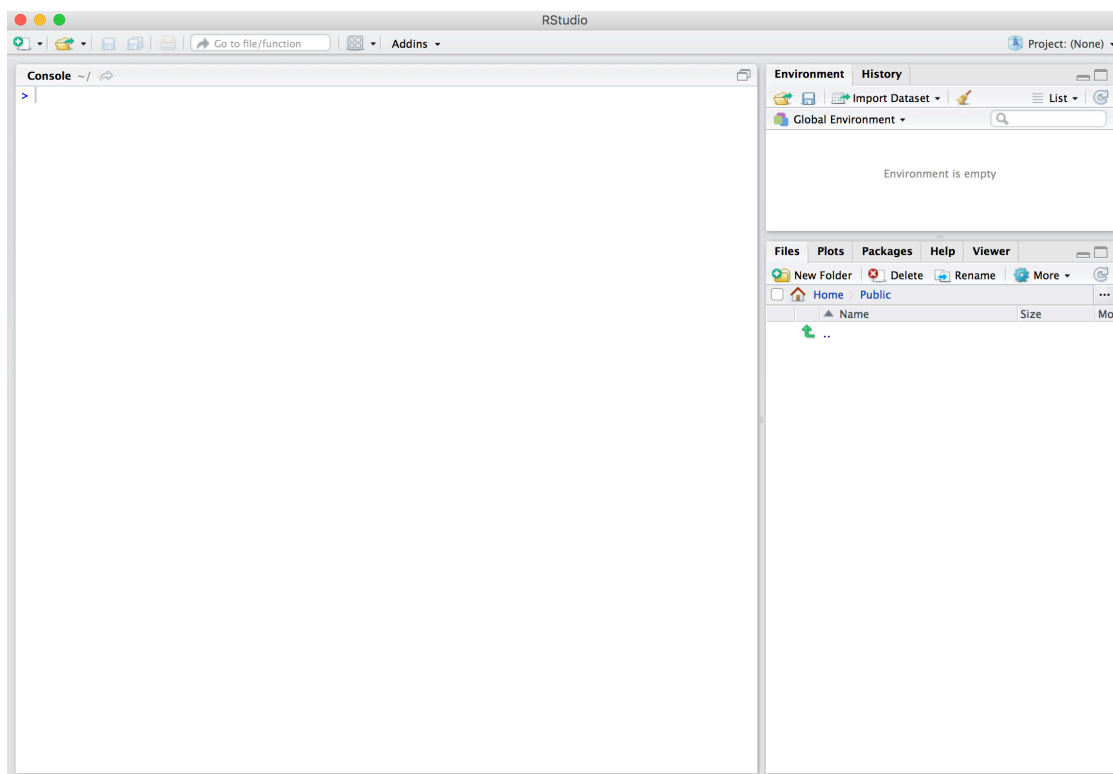 RStudio
Go to file/function
Addins
Project: (None)
Console ~/
>
Environment History
Import Dataset
List
Global Environment
Environment is empty
Files Plots Packages Help Viewer
New Folder Delete Rename More
Home Public
...
Name Size Mo
..